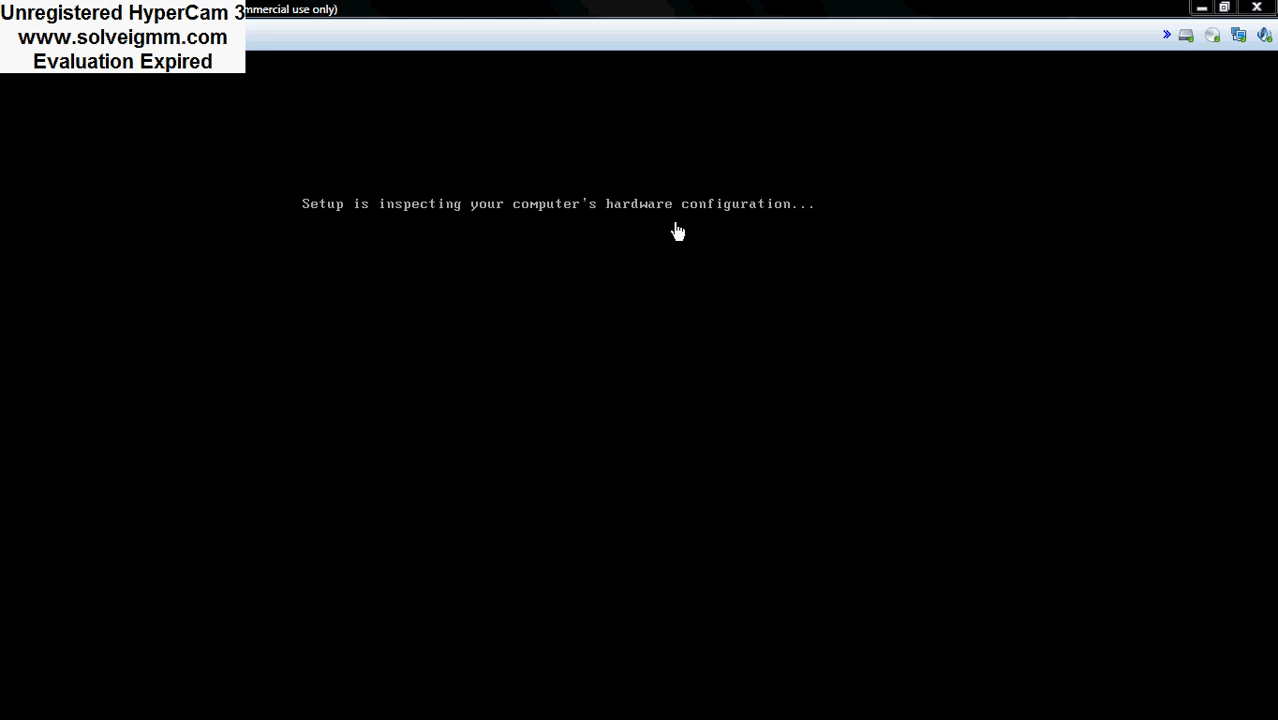 Unregistered HyperCam 3
mmercial use only)
www.solveigmm.com
Evaluation Expired
Setup is inspecting your computer's hardware configuration...